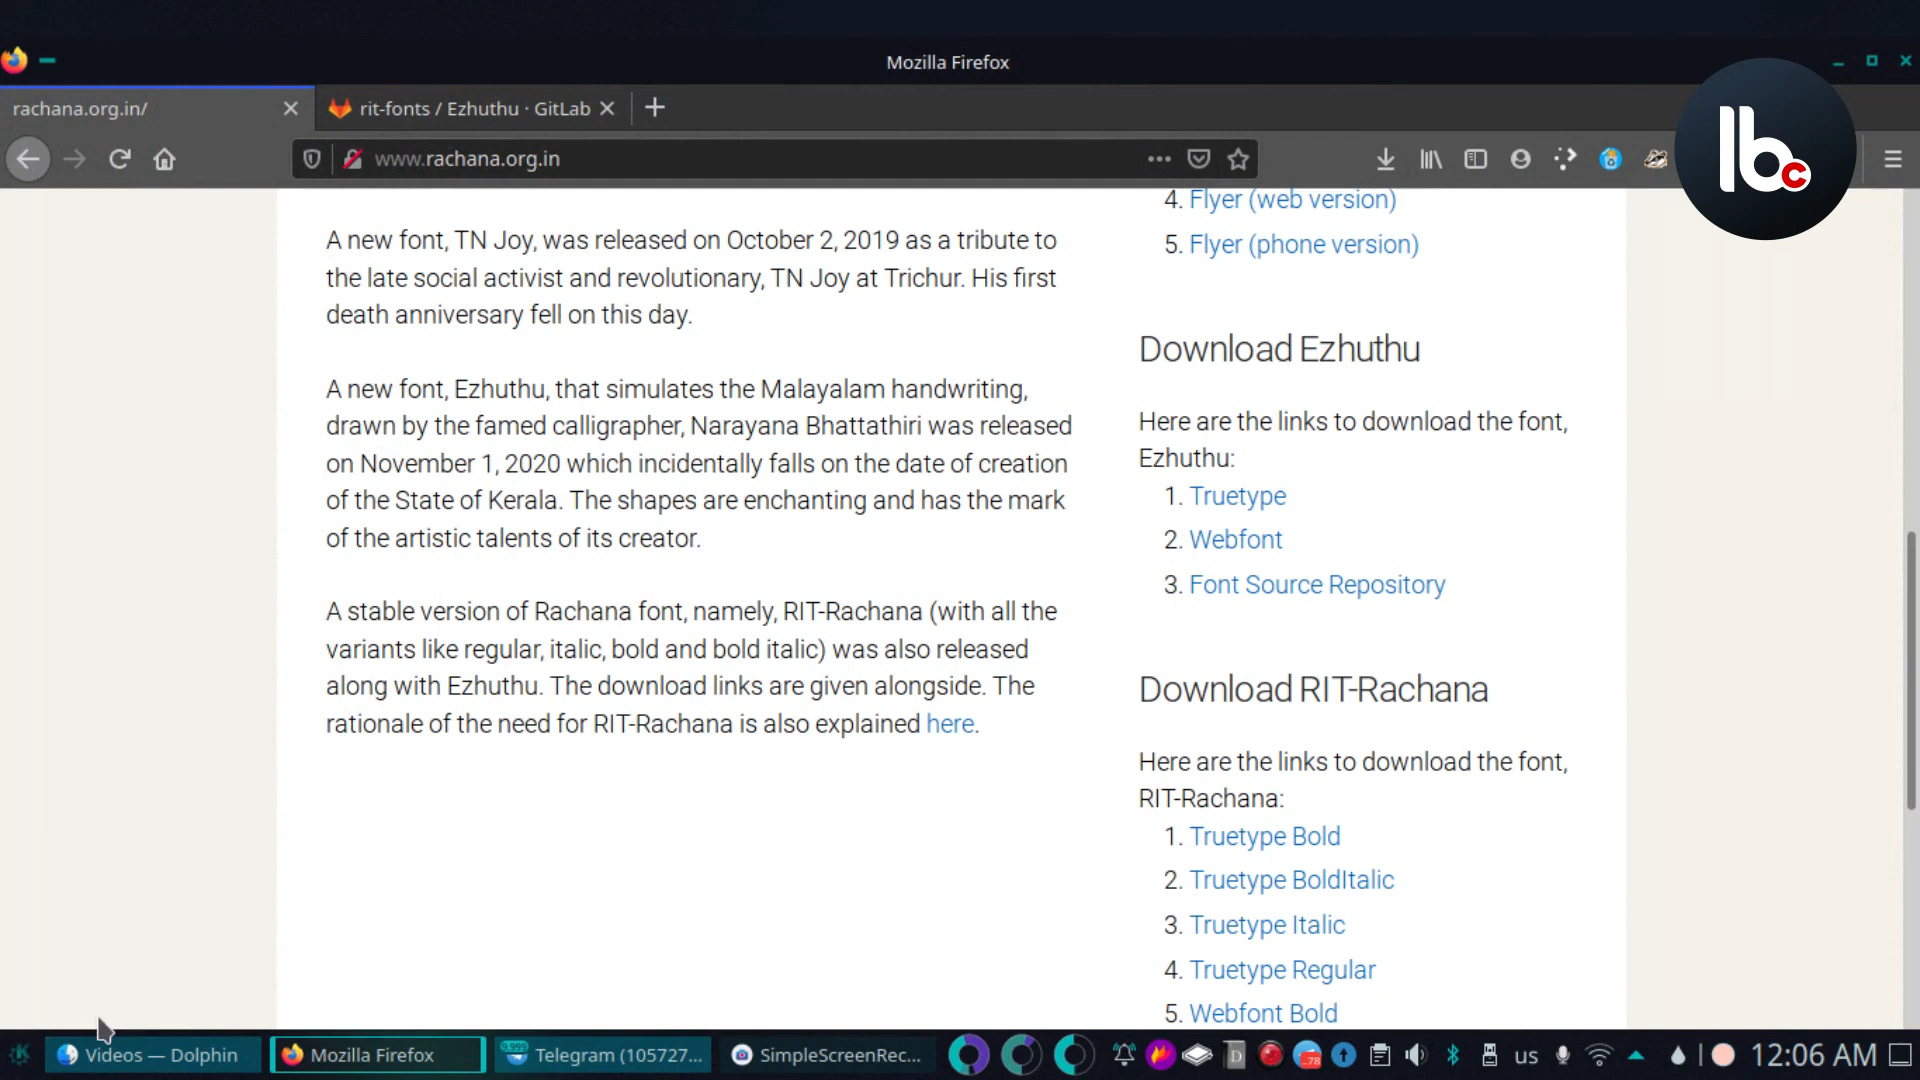 Mozilla Firefox
rachana.org.in/
rit-fonts / Ezhuthu · GitLab
www.rachana.org.in
lbc
4. Flyer (web version)
5. Flyer (phone version)
A new font, TN Joy, was released on October 2, 2019 as a tribute to
the late social activist and revolutionary, TN Joy at Trichur. His first
death anniversary fell on this day.
A new font, Ezhuthu, that simulates the Malayalam handwriting,
drawn by the famed calligrapher, Narayana Bhattathiri was released
on November 1, 2020 which incidentally falls on the date of creation
of the State of Kerala. The shapes are enchanting and has the mark
of the artistic talents of its creator.
A stable version of Rachana font, namely, RIT-Rachana (with all the
variants like regular, italic, bold and bold italic) was also released
along with Ezhuthu. The download links are given alongside. The
rationale of the need for RIT-Rachana is also explained here.
Download Ezhuthu
Here are the links to download the font,
Ezhuthu:
1. Truetype
2. Webfont
3. Font Source Repository
Download RIT-Rachana
Here are the links to download the font,
RIT-Rachana:
1. Truetype Bold
2. Truetype BoldItalic
3. Truetype Italic
4. Truetype Regular
5. Webfont Bold
Videos — Dolphin
Mozilla Firefox
Telegram (105727...
SimpleScreenRec...
us
12:06 AM